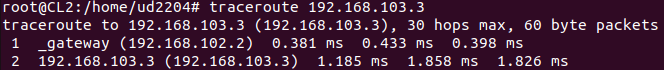 root@CL2:/home/ud2204# traceroute 192.168.103.3
traceroute to 192.168.103.3 (192.168.103.3), 30 hops max, 60 byte packets
 1  _gateway (192.168.102.2)  0.381 ms  0.433 ms  0.398 ms
 2  192.168.103.3 (192.168.103.3)  1.185 ms  1.858 ms  1.826 ms